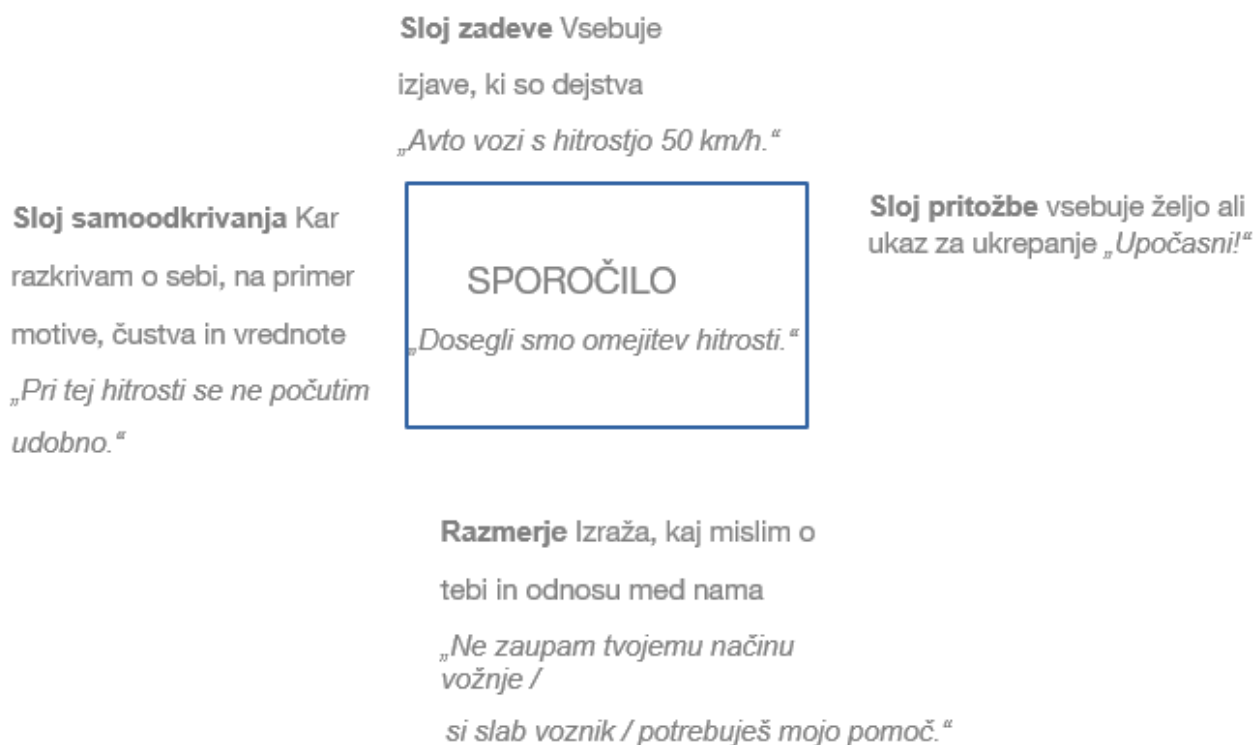 Sloj zadeve Vsebuje
izjave, ki so dejstva
„Avto vozi s hitrostjo 50 km/h.“
Sloj samoodkrivanja Kar
razkrivam o sebi, na primer
motive, čustva in vrednote
„Pri tej hitrosti se ne počutim
udobno.“
SPOROČILO
„Dosegli smo omejitev hitrosti.“
Sloj pritožbe vsebuje željo ali
ukaz za ukrepanje „Upočasni!“
Razmerje Izraža, kaj mislim o
tebi in odnosu med nama
„Ne zaupam tvojemu načinu
vožnje /
si slab voznik / potrebuješ mojo pomoč.“